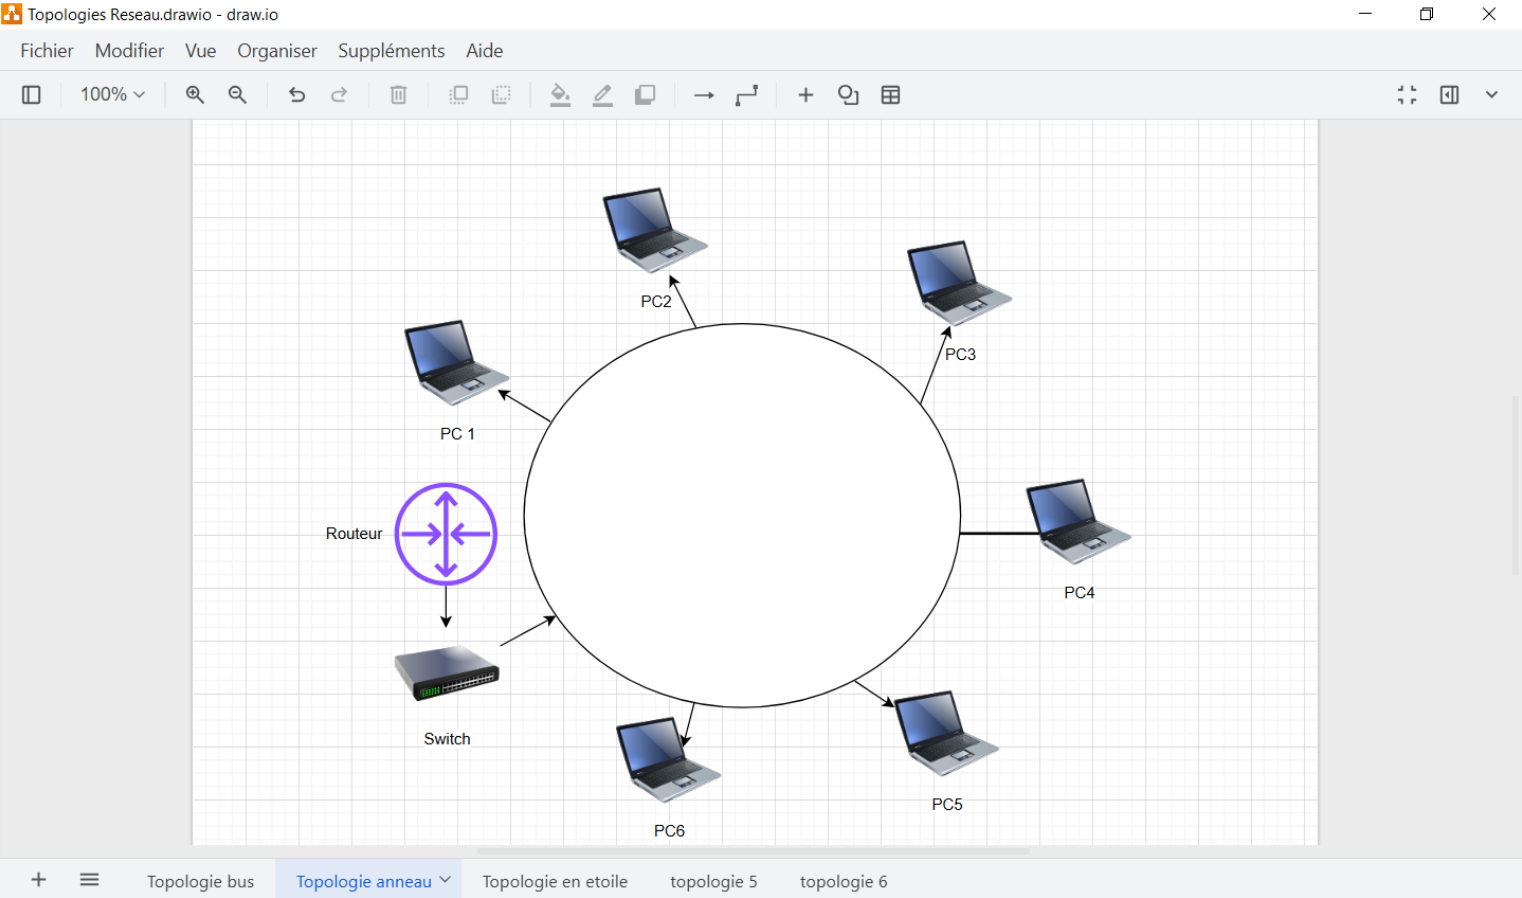 Topologies Reseau.drawio - draw.io
Fichier Modifier Vue Organiser Suppléments Aide
100%
PC2
PC3
PC 1
Routeur
PC4
Switch
PC5
PC6
Topologie bus Topologie anneau Topologie en etoile topologie 5 topologie 6